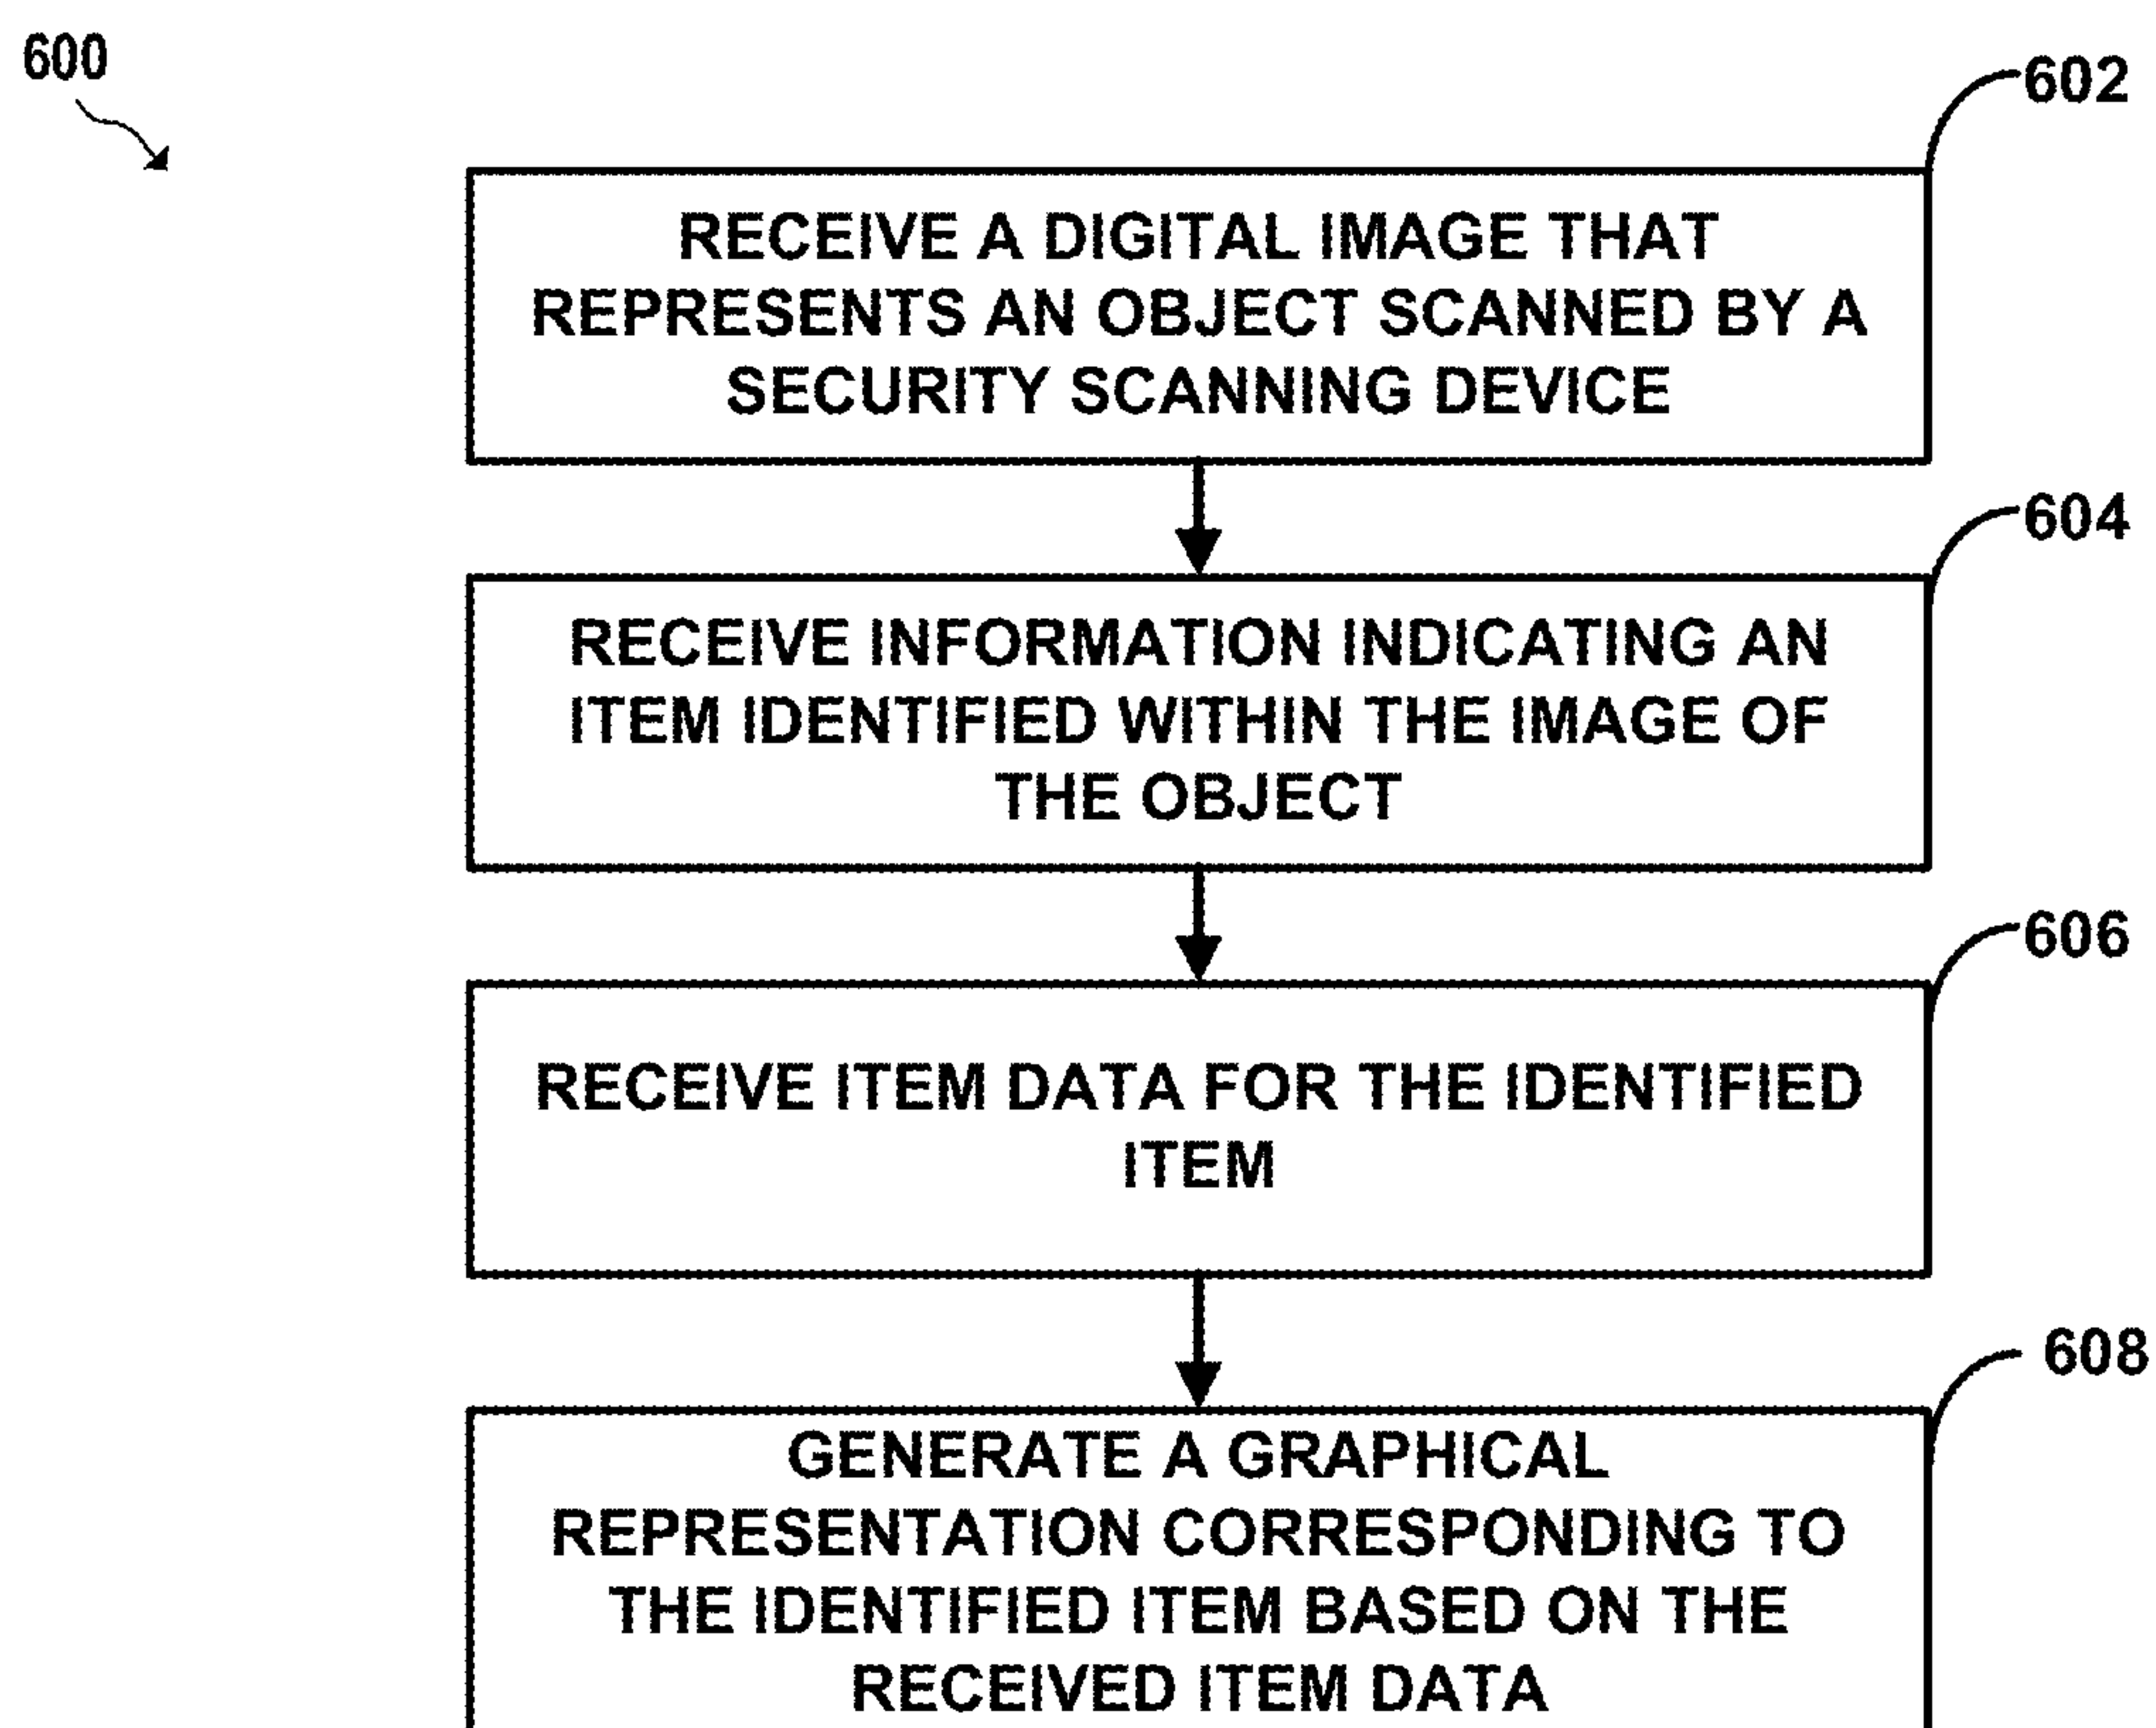 600
602
RECEIVE A DIGITAL IMAGE THAT
REPRESENTS AN OBJECT SCANNED BY A
SECURITY SCANNING DEVICE
604
RECEIVE INFORMATION INDICATING AN
ITEM IDENTIFIED WITHIN THE IMAGE OF
THE OBJECT
606
RECEIVE ITEM DATA FOR THE IDENTIFIED
ITEM
608
GENERATE A GRAPHICAL
REPRESENTATION CORRESPONDING TO
THE IDENTIFIED ITEM BASED ON THE
RECEIVED ITEM DATA